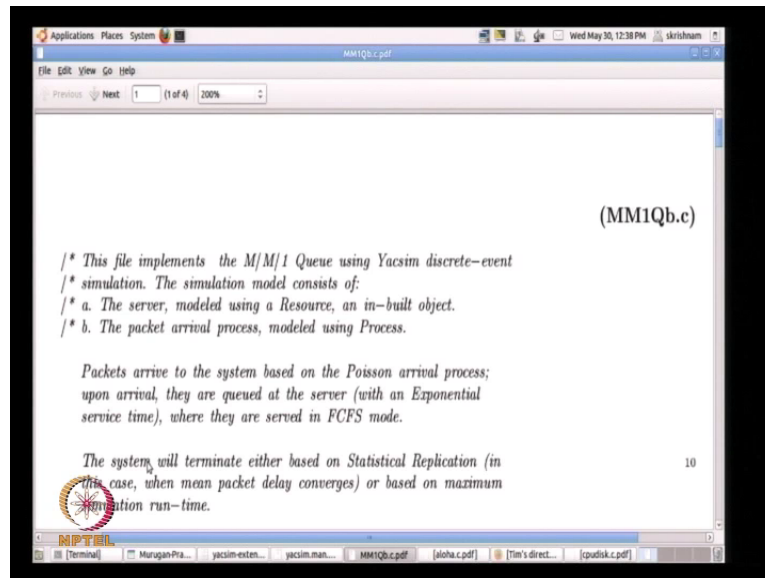 Applications Places System Wed May 30, 12:38 PM skrishnam
MM1Qb.c.pdf
File Edit View Go Help
Previous Next 1 (1 of 4) 200%
(MM1Qb.c)
/* This file implements the M/M/1 Queue using Yacsim discrete-event
/* simulation. The simulation model consists of:
/* a. The server, modeled using a Resource, an in-built object.
/* b. The packet arrival process, modeled using Process.
Packets arrive to the system based on the Poisson arrival process;
upon arrival, they are queued at the server (with an Exponential
service time), where they are served in FCFS mode.
The system will terminate either based on Statistical Replication (in 10
this case, when mean packet delay converges) or based on maximum
run-time.
NPTEL
[Terminal] Murugan-Pra... yacsim-exten... yacsim.man.... MM1Qb.c.pdf [aloha.c.pdf] [Tim's direct... [cpudisk.c.pdf]